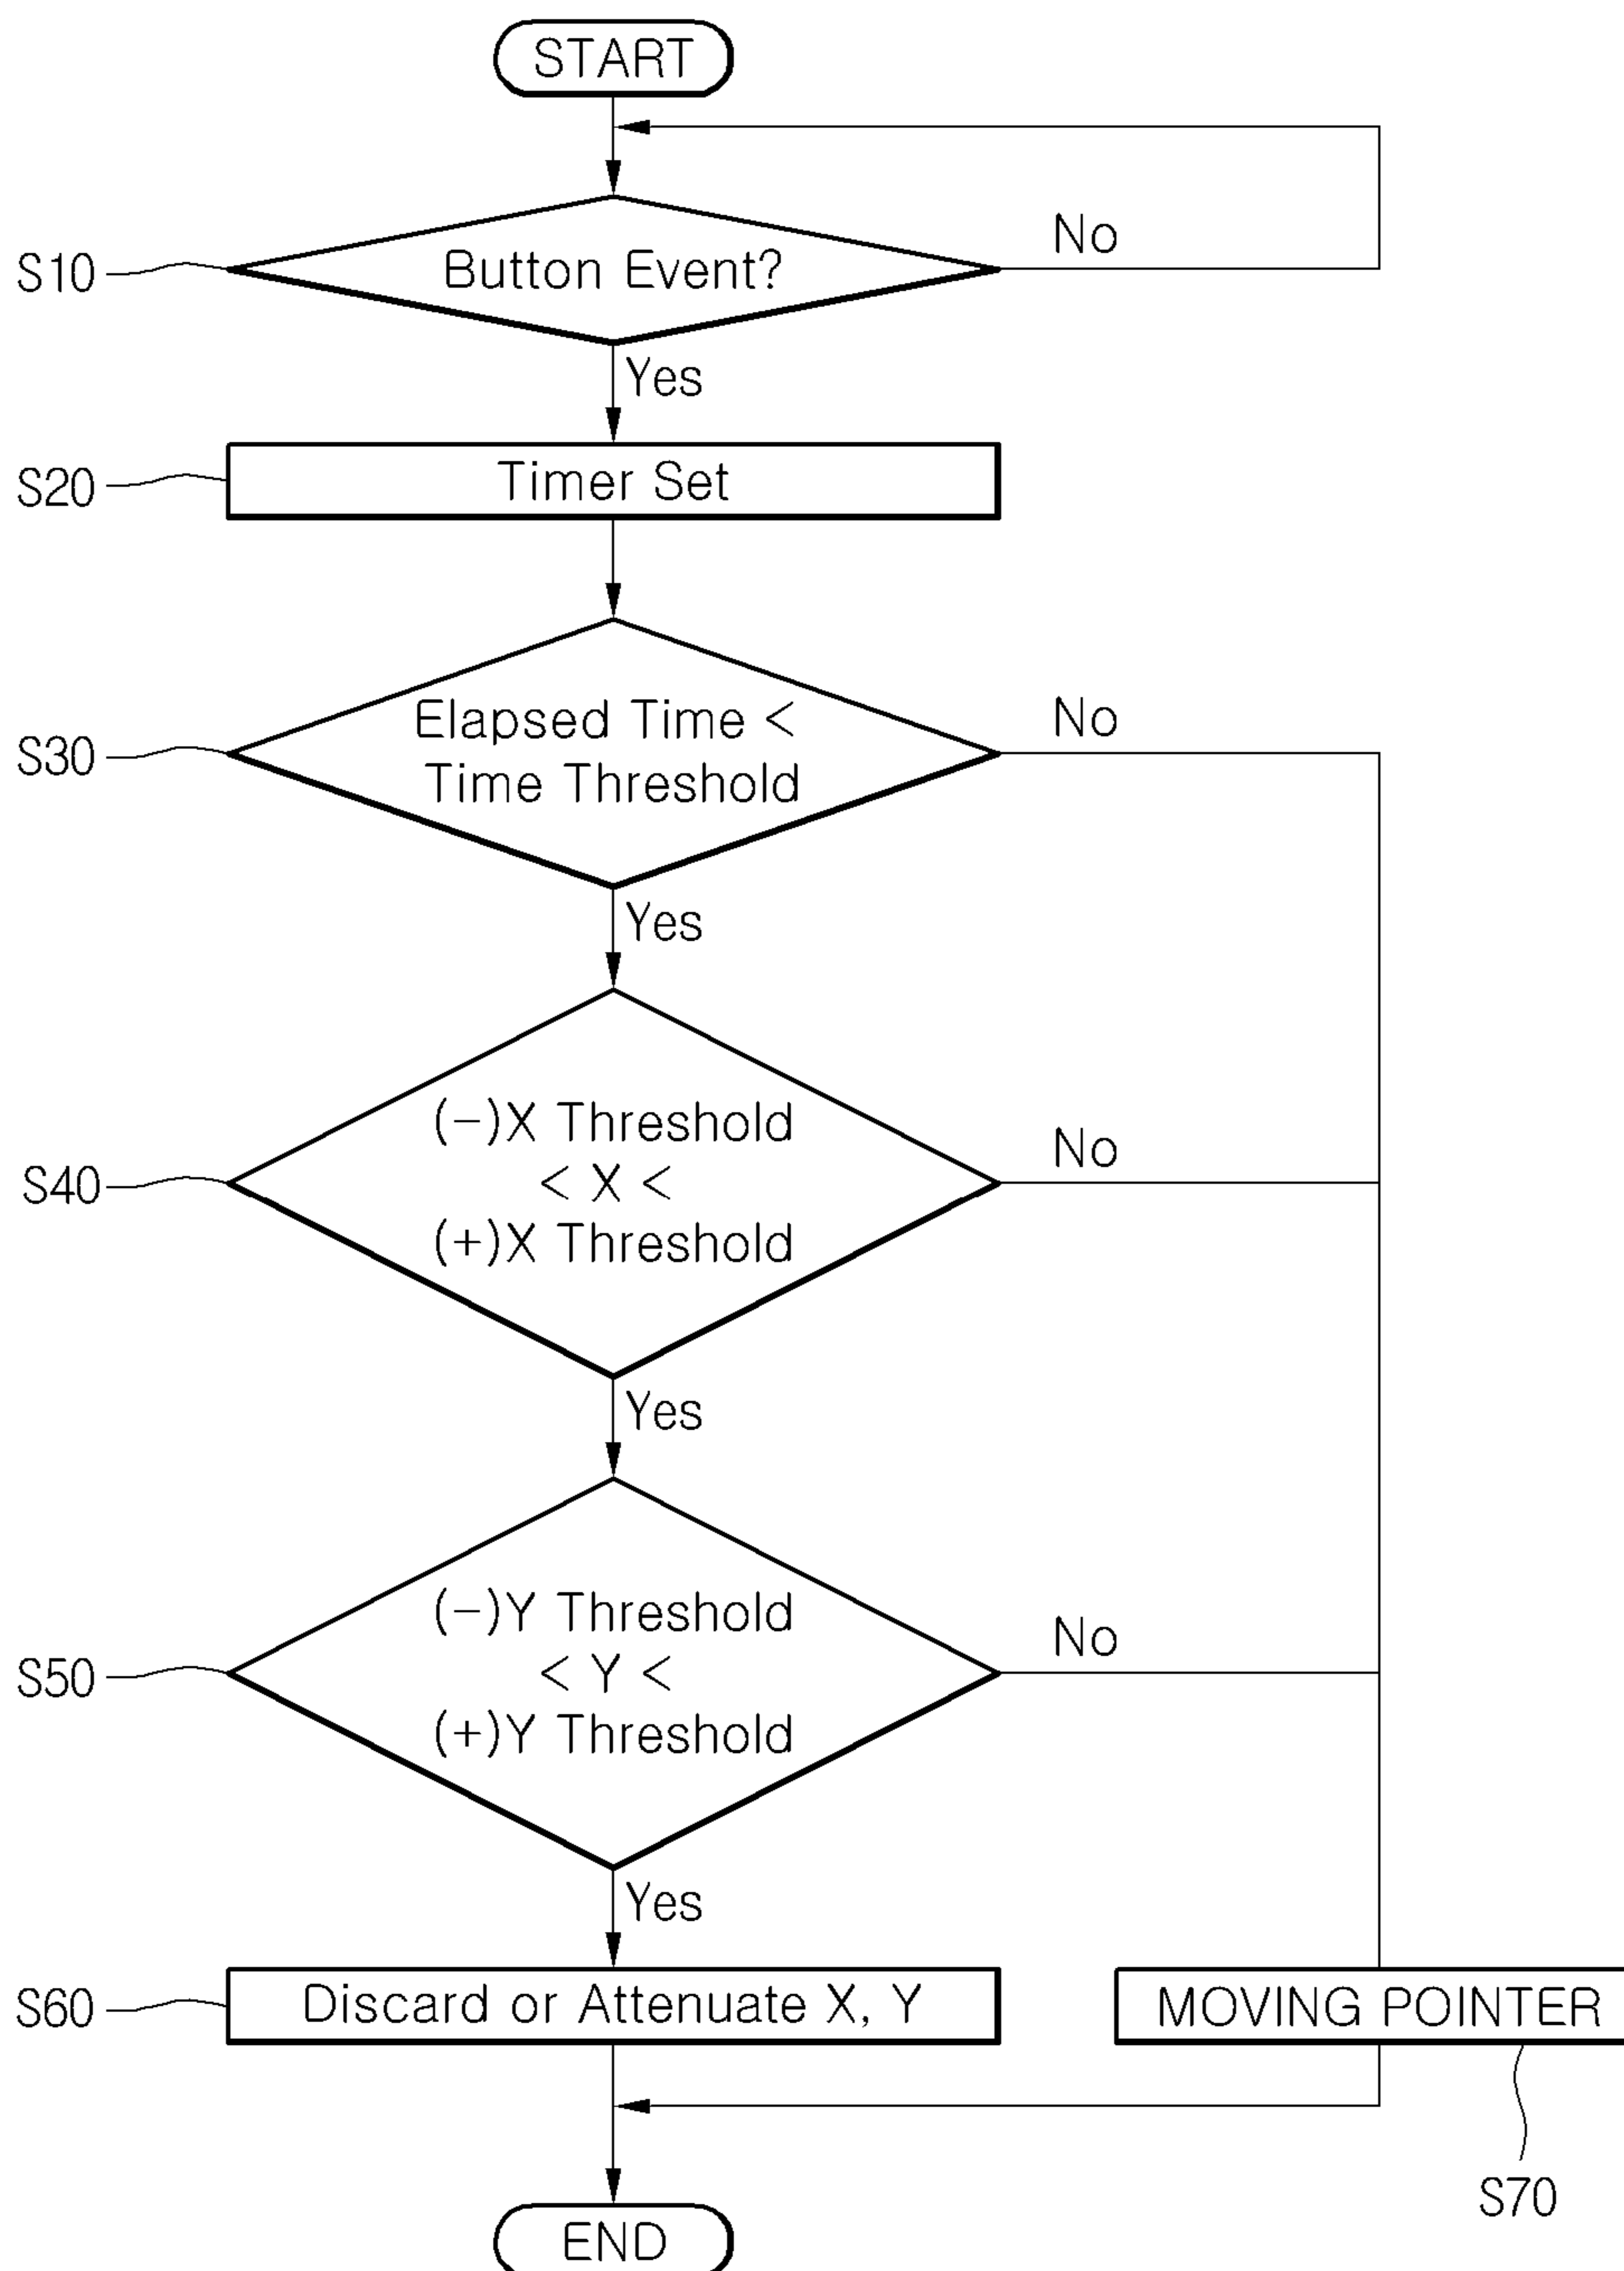 START
No
S10
Button Event?
Yes
S20
Timer Set
S30
Elapsed Time <
Time Threshold
No
Yes
S40
(−)X Threshold
< X <
(+)X Threshold
No
Yes
S50
(−)Y Threshold
< Y <
(+)Y Threshold
No
Yes
S60
Discard or Attenuate X, Y
MOVING POINTER
S70
END